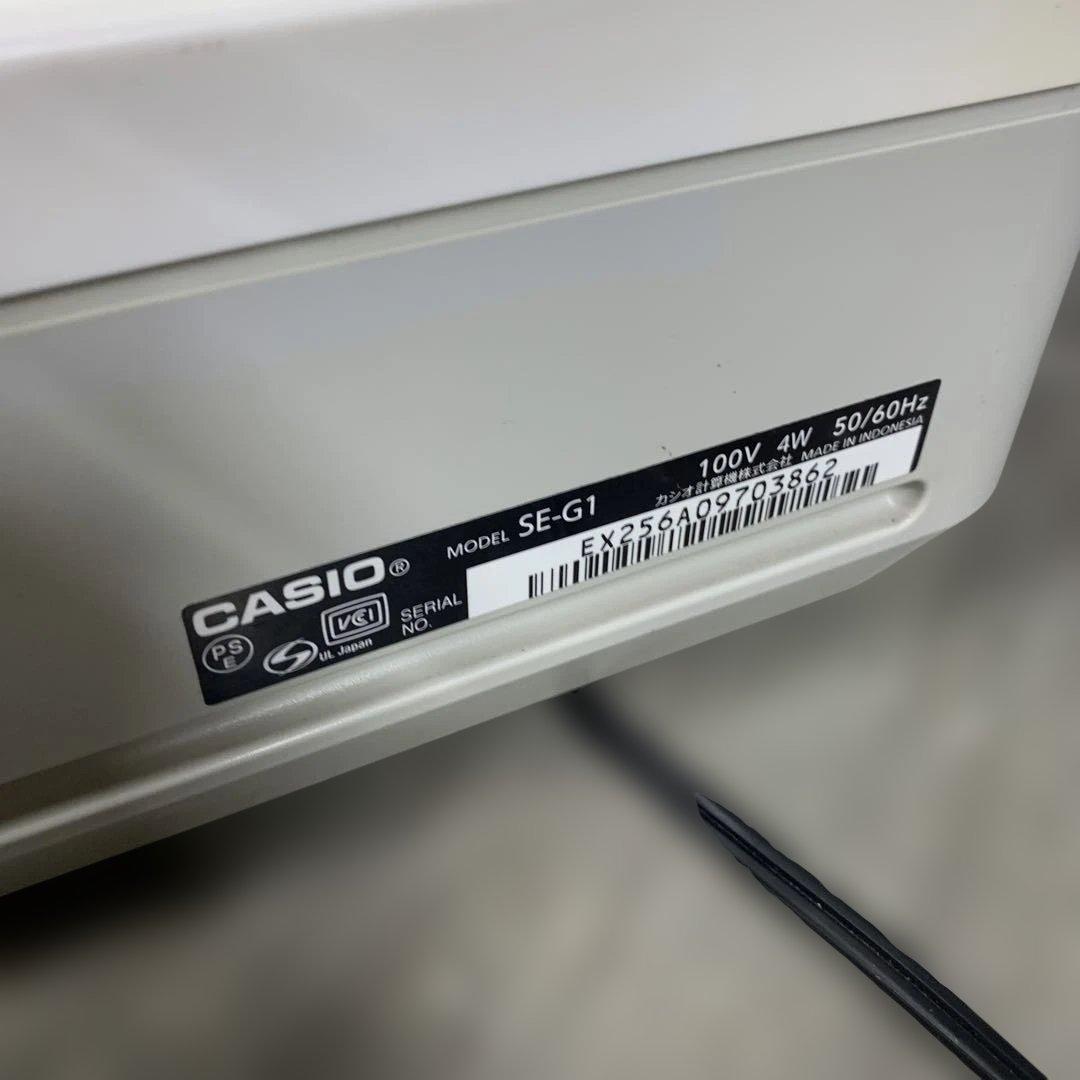 CASIO® MODEL SE-G1 100V 4W 50/60Hz
カシオ計算機株式会社 MADE IN INDONESIA
PS
E
UL Japan
VCI
SERIAL
NO.
EX256A09703862